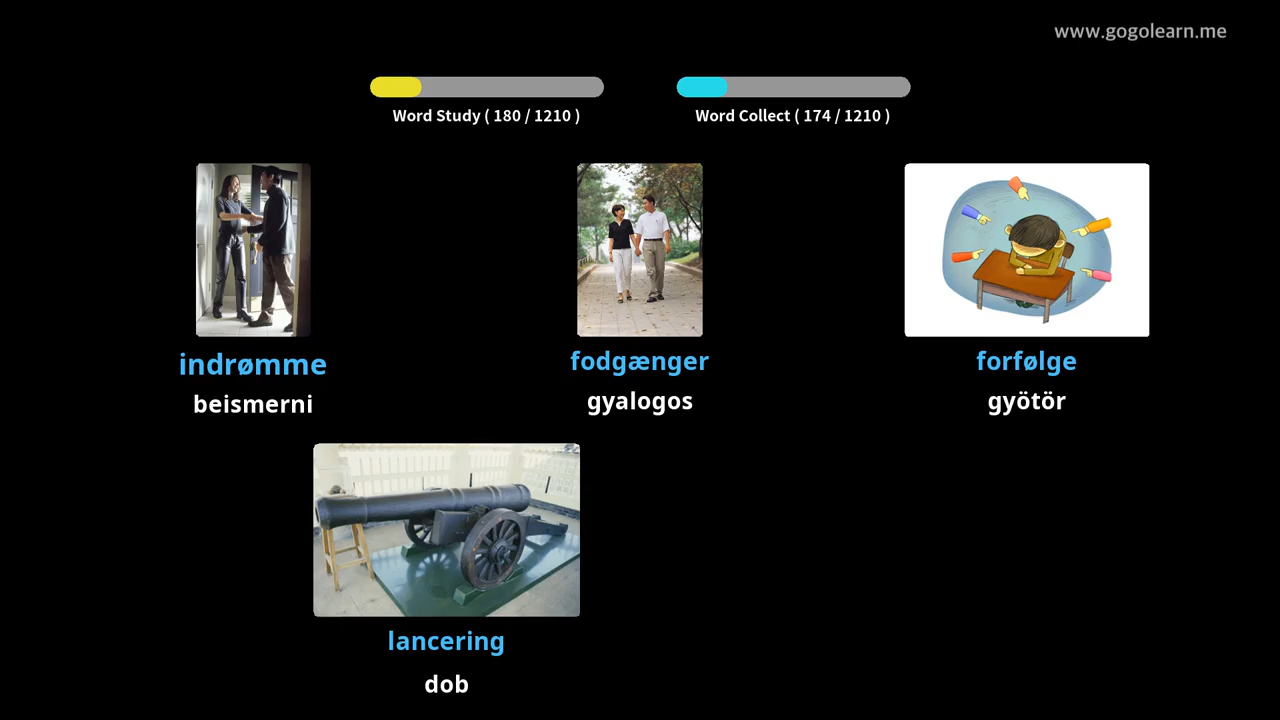 www.gogolearn.me
Word Study ( 180 / 1210 )
Word Collect ( 174 / 1210 )
indrømme
beismerni
fodgænger
gyalogos
forfølge
gyötör
lancering
dob